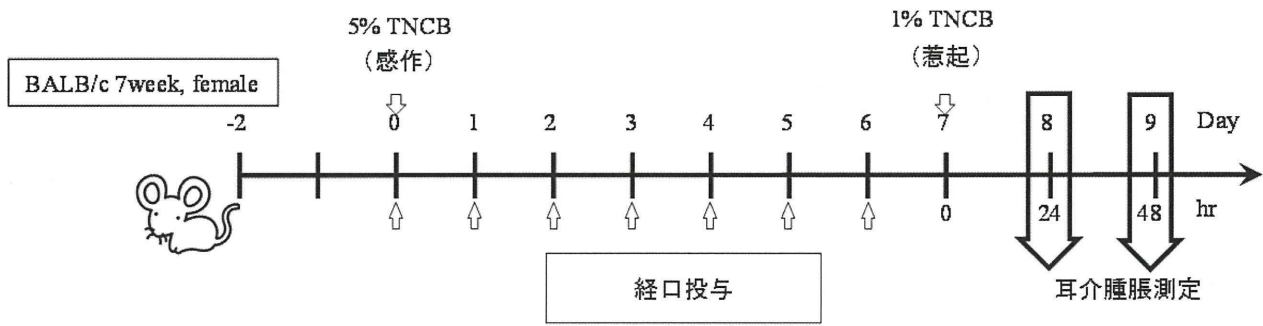 5% TNCB
（感作）
1% TNCB
（惹起）
BALB/c 7week, female
-2 0 1 2 3 4 5 6 7 8 9 Day
0 24 48 hr
経口投与
耳介腫脹測定